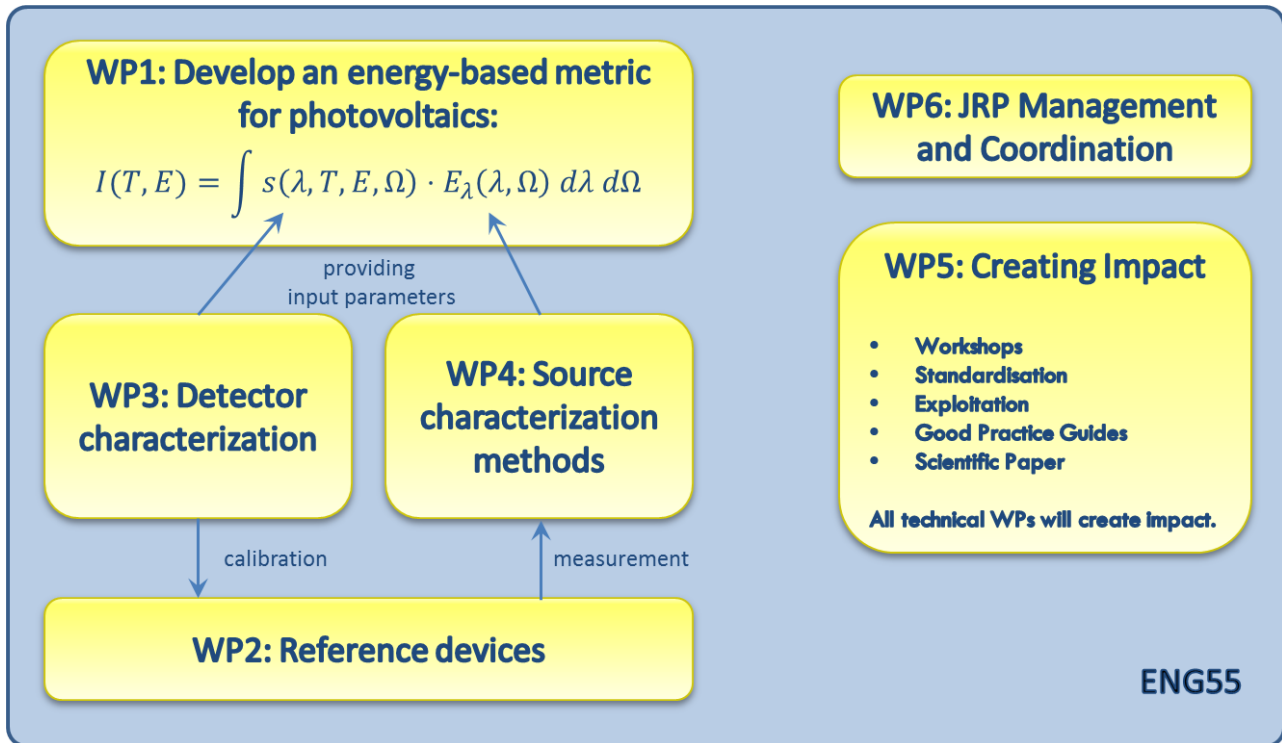 WP1: Develop an energy-based metric
for photovoltaics:
I(T, E) = ∫ s(λ, T, E, Ω) · E_λ(λ, Ω) dλ dΩ
providing
input parameters
WP3: Detector
characterization
WP4: Source
characterization
methods
calibration
measurement
WP2: Reference devices
WP6: JRP Management
and Coordination
WP5: Creating Impact
• Workshops
• Standardisation
• Exploitation
• Good Practice Guides
• Scientific Paper
All technical WPs will create impact.
ENG55